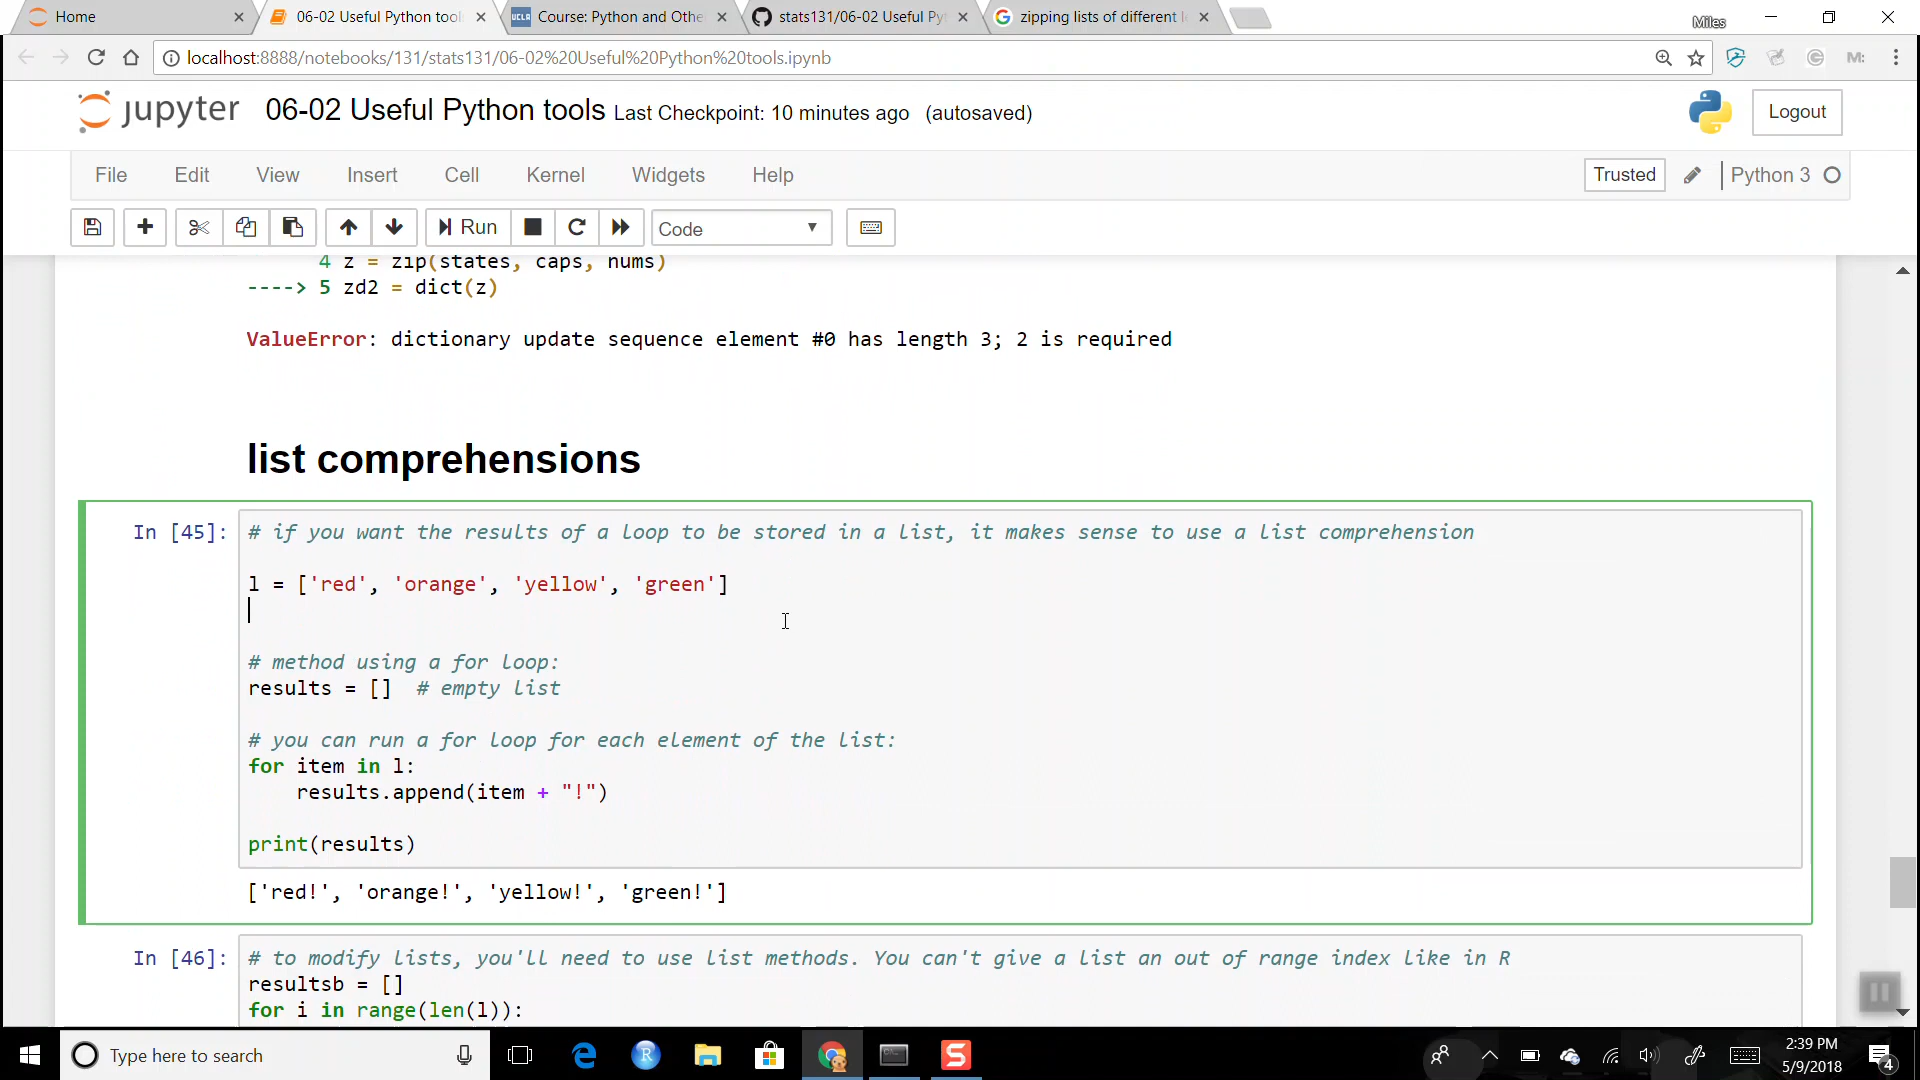 Home
06-02 Useful Python tool
UCLA
Course: Python and Othe
stats131/06-02 Useful Py
zipping lists of different l
Miles
localhost:8888/notebooks/131/stats131/06-02%20Useful%20Python%20tools.ipynb
M:
jupyter
06-02 Useful Python tools
Last Checkpoint: 10 minutes ago (autosaved)
Logout
File Edit View Insert Cell Kernel Widgets Help
Trusted
Python 3
Run
Code
4 z = zip(states, caps, nums)
----> 5 zd2 = dict(z)
ValueError: dictionary update sequence element #0 has length 3; 2 is required
list comprehensions
In [45]:
# if you want the results of a loop to be stored in a list, it makes sense to use a list comprehension
l = ['red', 'orange', 'yellow', 'green']
# method using a for loop:
results = [] # empty list
# you can run a for loop for each element of the list:
for item in l:
    results.append(item + "!")
print(results)
['red!', 'orange!', 'yellow!', 'green!']
In [46]:
# to modify lists, you'll need to use list methods. You can't give a list an out of range index like in R
resultsb = []
for i in range(len(l)):
Type here to search
R
S
2:39 PM
5/9/2018
4